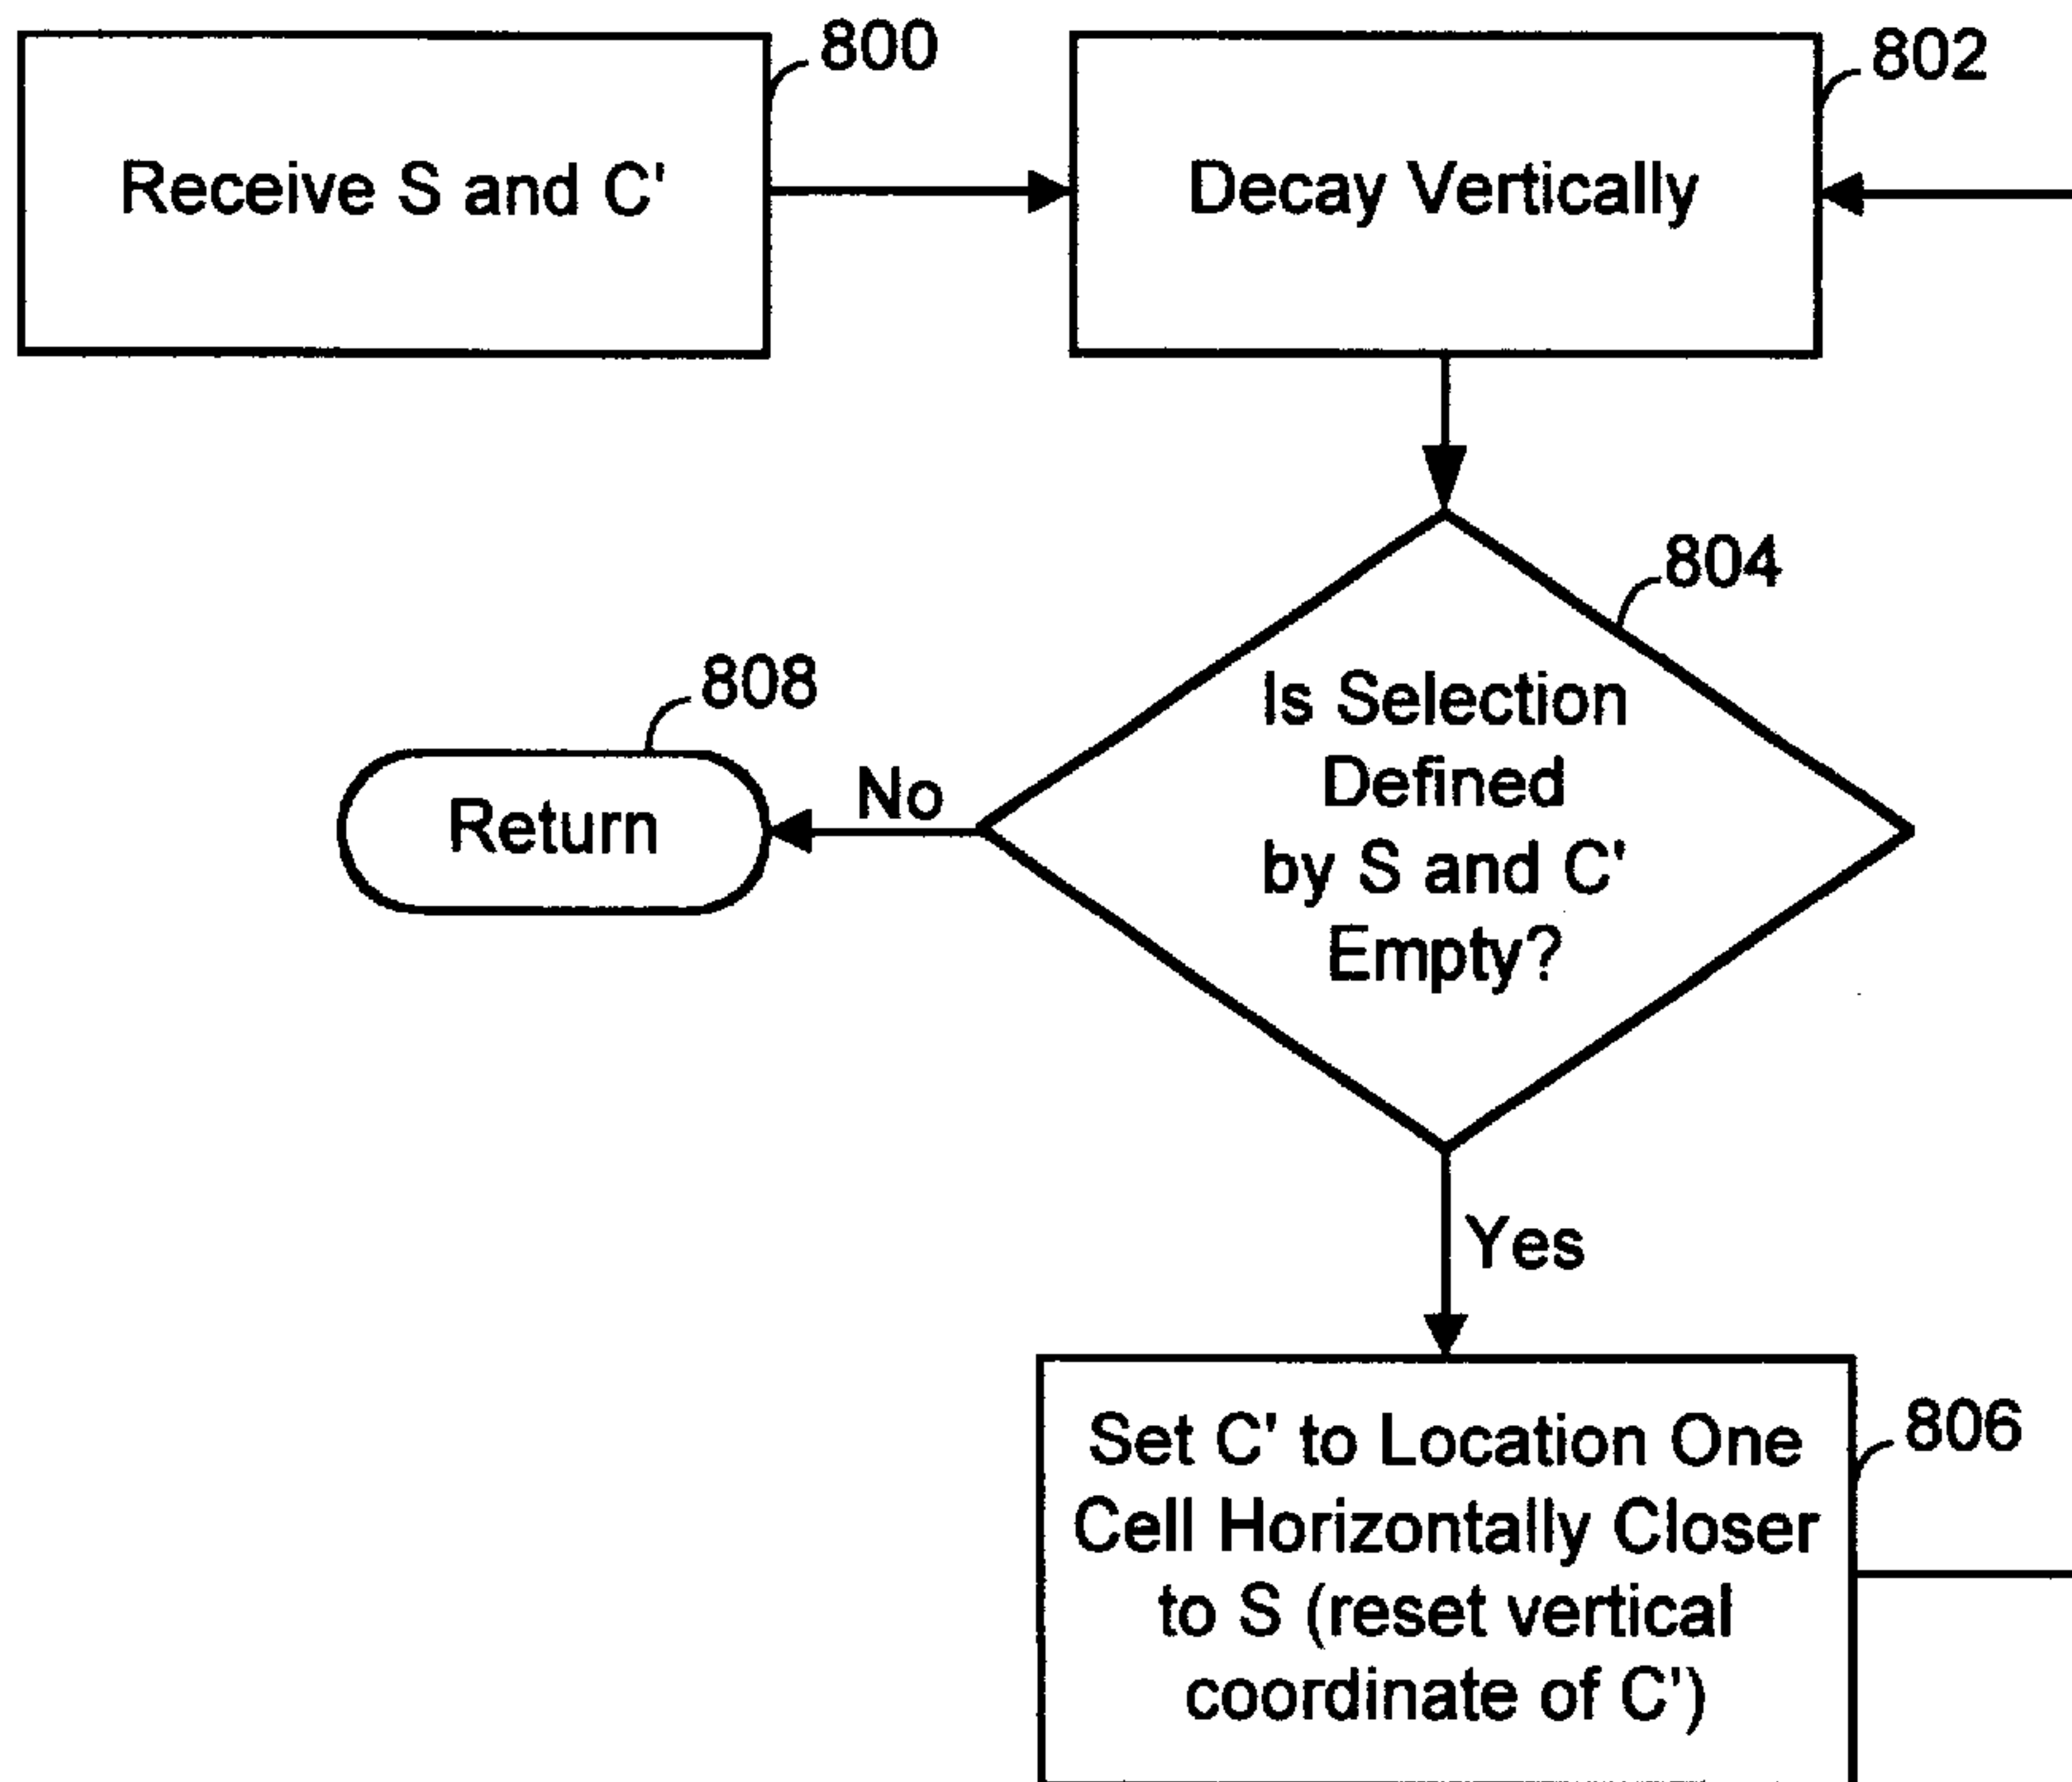 800
Receive S and C'
802
Decay Vertically
804
Is Selection
Defined
by S and C'
Empty?
808
Return
No
Yes
806
Set C' to Location One
Cell Horizontally Closer
to S (reset vertical
coordinate of C')